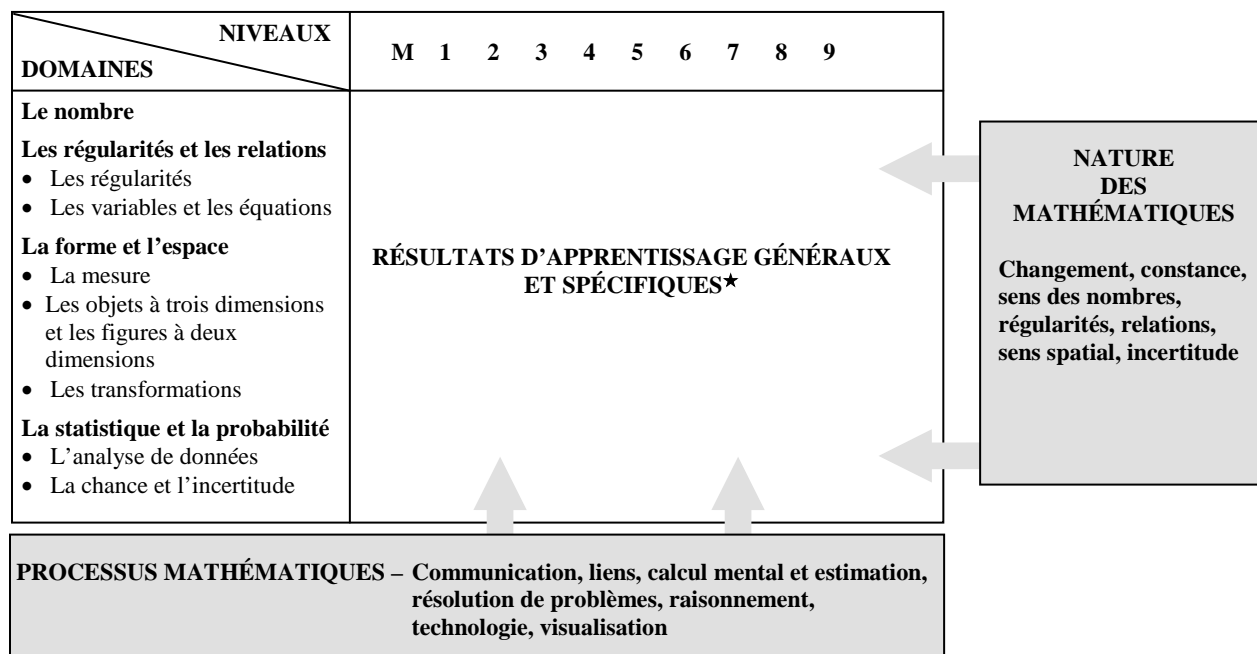 NIVEAUX
DOMAINES
M 1 2 3 4 5 6 7 8 9
Le nombre
Les régularités et les relations
• Les régularités
• Les variables et les équations
La forme et l’espace
• La mesure
• Les objets à trois dimensions
et les figures à deux
dimensions
• Les transformations
La statistique et la probabilité
• L’analyse de données
• La chance et l’incertitude
RÉSULTATS D’APPRENTISSAGE GÉNÉRAUX
ET SPÉCIFIQUES★
NATURE
DES
MATHÉMATIQUES
Changement, constance,
sens des nombres,
régularités, relations,
sens spatial, incertitude
PROCESSUS MATHÉMATIQUES – Communication, liens, calcul mental et estimation,
résolution de problèmes, raisonnement,
technologie, visualisation